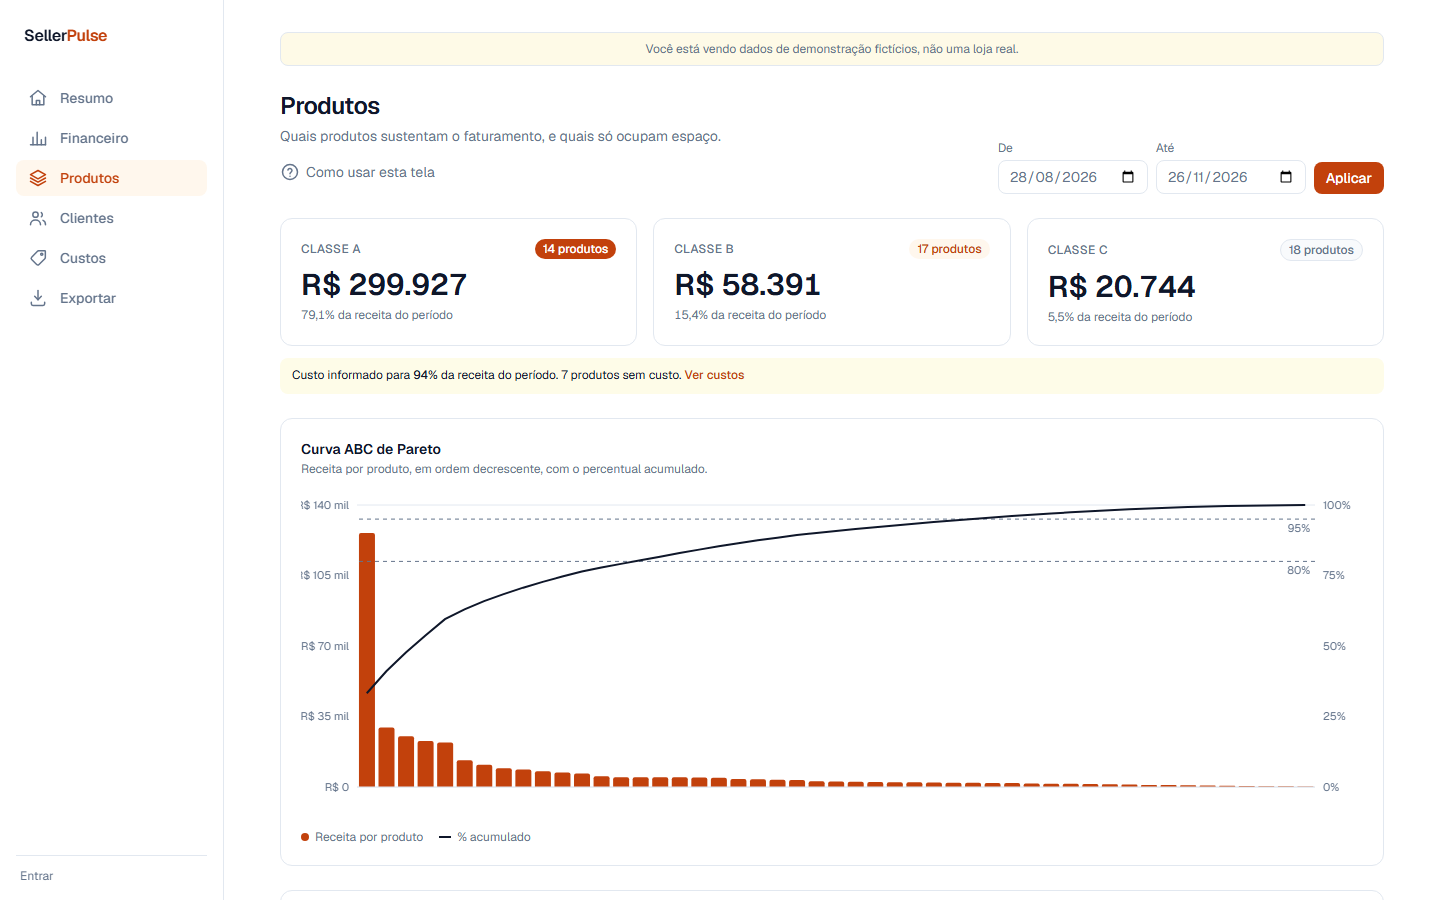 SellerPulse
Resumo
Financeiro
Produtos
Clientes
Custos
Exportar
Entrar
Você está vendo dados de demonstração fictícios, não uma loja real.
Produtos
Quais produtos sustentam o faturamento, e quais só ocupam espaço.
Como usar esta tela
De
28/08/2026
Até
26/11/2026
Aplicar
CLASSE A
14 produtos
R$ 299.927
79,1% da receita do período
CLASSE B
17 produtos
R$ 58.391
15,4% da receita do período
CLASSE C
18 produtos
R$ 20.744
5,5% da receita do período
Custo informado para 94% da receita do período. 7 produtos sem custo. Ver custos
Curva ABC de Pareto
Receita por produto, em ordem decrescente, com o percentual acumulado.
R$ 140 mil
R$ 105 mil
R$ 70 mil
R$ 35 mil
R$ 0
100%
95%
80%
75%
50%
25%
0%
Receita por produto
% acumulado